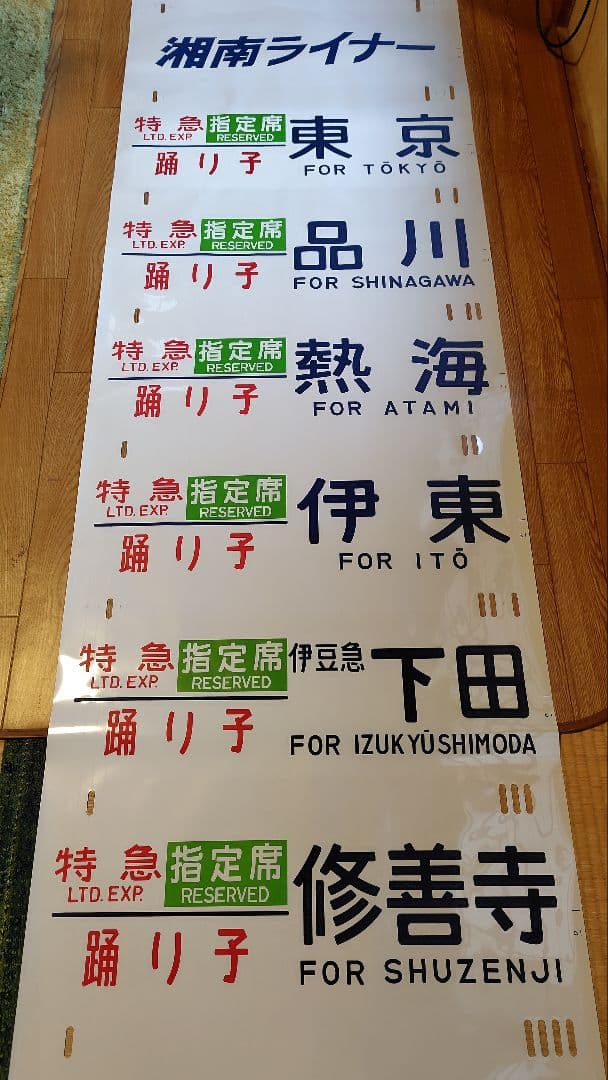 湘南ライナー
特急 指定席 東京
LTD. EXP. RESERVED
踊り子 FOR TŌKYŌ
特急 指定席 品川
LTD. EXP. RESERVED
踊り子 FOR SHINAGAWA
特急 指定席 熱海
LTD. EXP. RESERVED
踊り子 FOR ATAMI
特急 指定席 伊東
LTD. EXP. RESERVED
踊り子 FOR ITŌ
特急 指定席 伊豆急下田
LTD. EXP. RESERVED
踊り子 FOR IZUKYŪSHIMODA
特急 指定席 修善寺
LTD. EXP. RESERVED
踊り子 FOR SHUZENJI